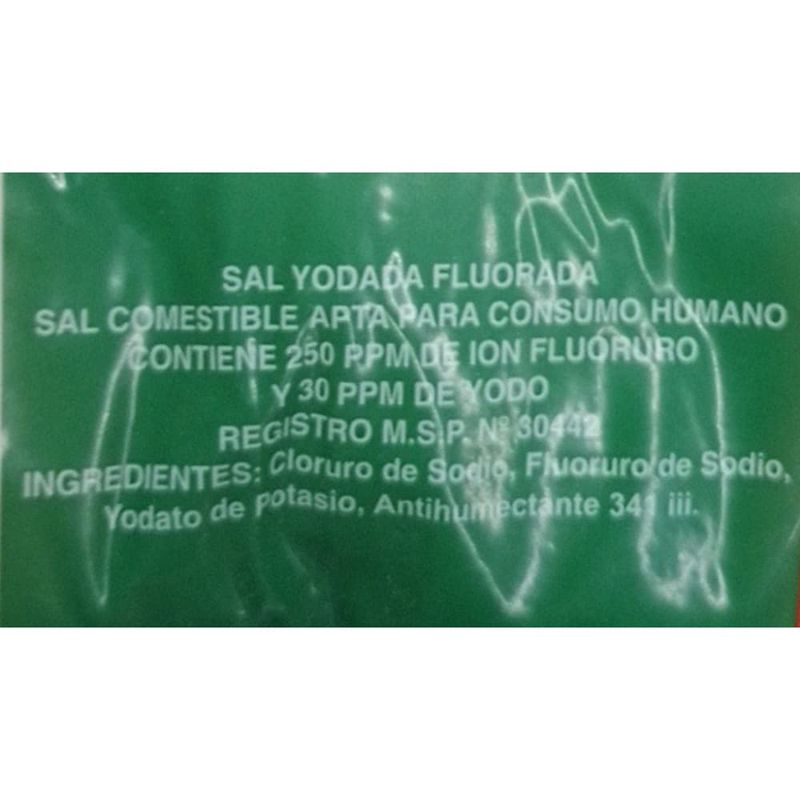 SAL YODADA FLUORADA
SAL COMESTIBLE APTA PARA CONSUMO HUMANO
CONTIENE 250 PPM DE ION FLUORURO
Y 30 PPM DE YODO
REGISTRO M.S.P. Nº 30442
INGREDIENTES: Cloruro de Sodio, Fluoruro de Sodio,
Yodato de Potasio, Antihumectante 341 iii.